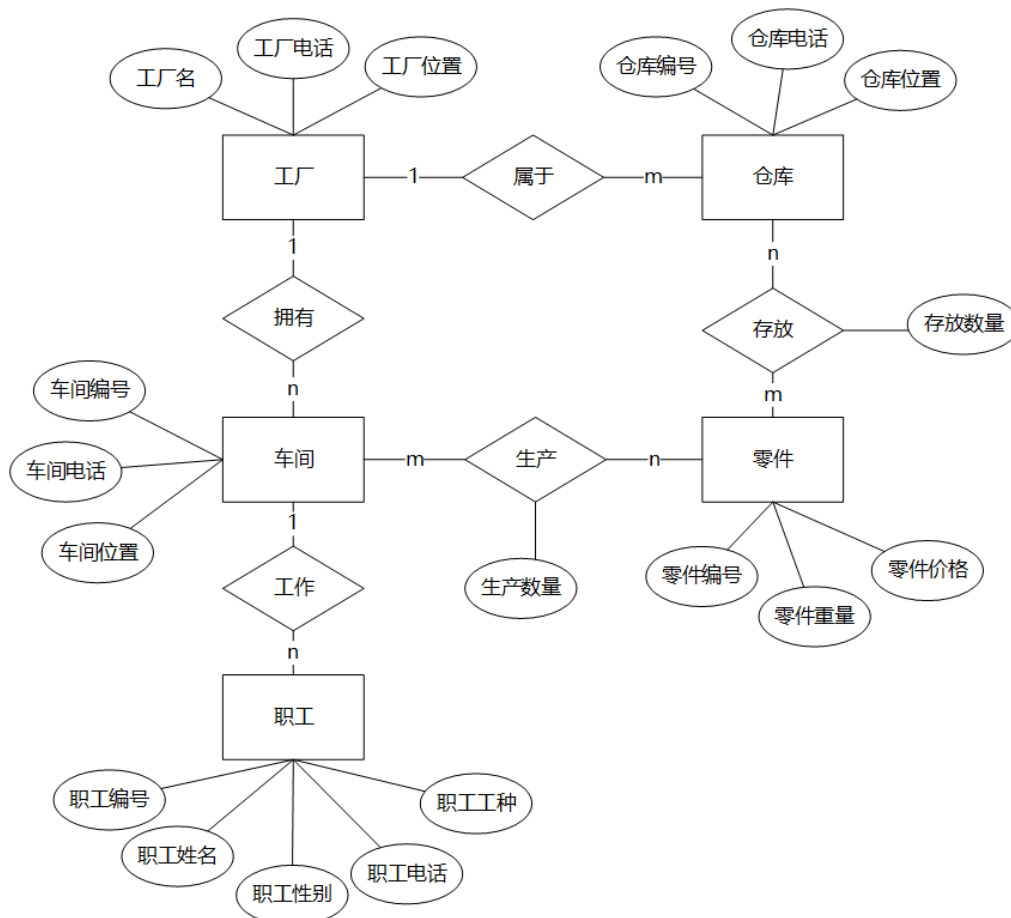 工厂名
工厂电话
工厂位置
仓库编号
仓库电话
仓库位置
工厂
1
属于
m
仓库
1
n
拥有
存放
存放数量
n
m
车间编号
车间电话
车间位置
车间
m
生产
n
零件
1
生产数量
零件编号
零件重量
零件价格
工作
n
职工
职工编号
职工姓名
职工性别
职工电话
职工工种